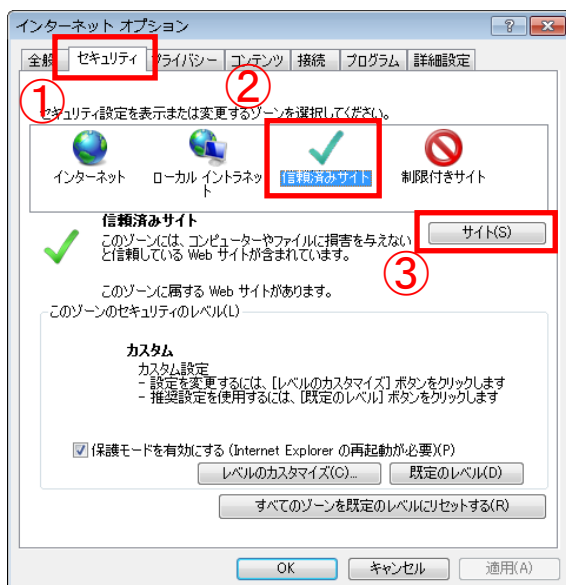 インターネット オプション
全般 セキュリティ プライバシー コンテンツ 接続 プログラム 詳細設定
① ②
セキュリティ設定を表示または変更するゾーンを選択してください。
インターネット ローカル イントラネット 信頼済みサイト 制限付きサイト
信頼済みサイト
サイト(S)
このゾーンには、コンピューターやファイルに損害を与えない
と信頼している Web サイトが含まれています。
③
このゾーンに属する Web サイトがあります。
このゾーンのセキュリティのレベル(L)
カスタム
カスタム設定
- 設定を変更するには、[レベルのカスタマイズ] ボタンをクリックします
- 推奨設定を使用するには、[既定のレベル] ボタンをクリックします
保護モードを有効にする (Internet Explorer の再起動が必要)(P)
レベルのカスタマイズ(C)... 既定のレベル(D)
すべてのゾーンを既定のレベルにリセットする(R)
OK キャンセル 適用(A)